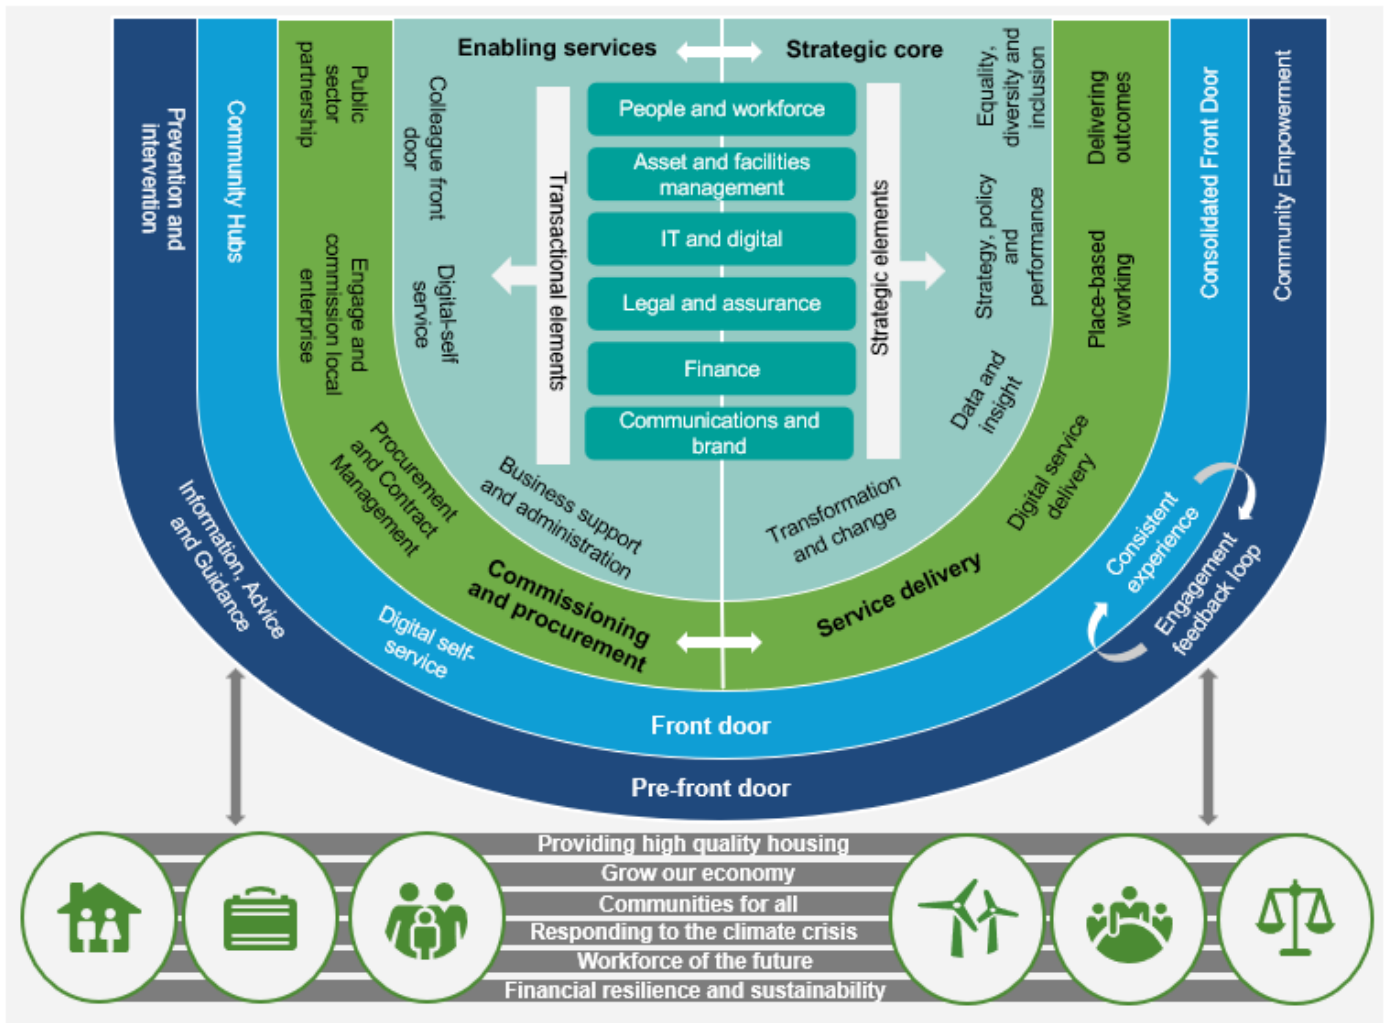 Enabling services
Strategic core
People and workforce
Asset and facilities
management
IT and digital
Legal and assurance
Finance
Communications and
brand
Transactional elements
Strategic elements
Colleague front
door
Digital-self
service
Business support
and administration
Equality,
diversity and
inclusion
Strategy, policy
and
performance
Data and
insight
Transformation
and change
Public
sector
partnership
Engage and
commission local
enterprise
Procurement
and Contract
Management
Commissioning
and procurement
Delivering
outcomes
Place-based
working
Digital service
delivery
Service delivery
Community Hubs
Digital self-
service
Front door
Consolidated Front Door
Consistent
experience
Prevention and
intervention
Information, Advice
and Guidance
Pre-front door
Community Empowerment
Engagement
feedback loop
Providing high quality housing
Grow our economy
Communities for all
Responding to the climate crisis
Workforce of the future
Financial resilience and sustainability